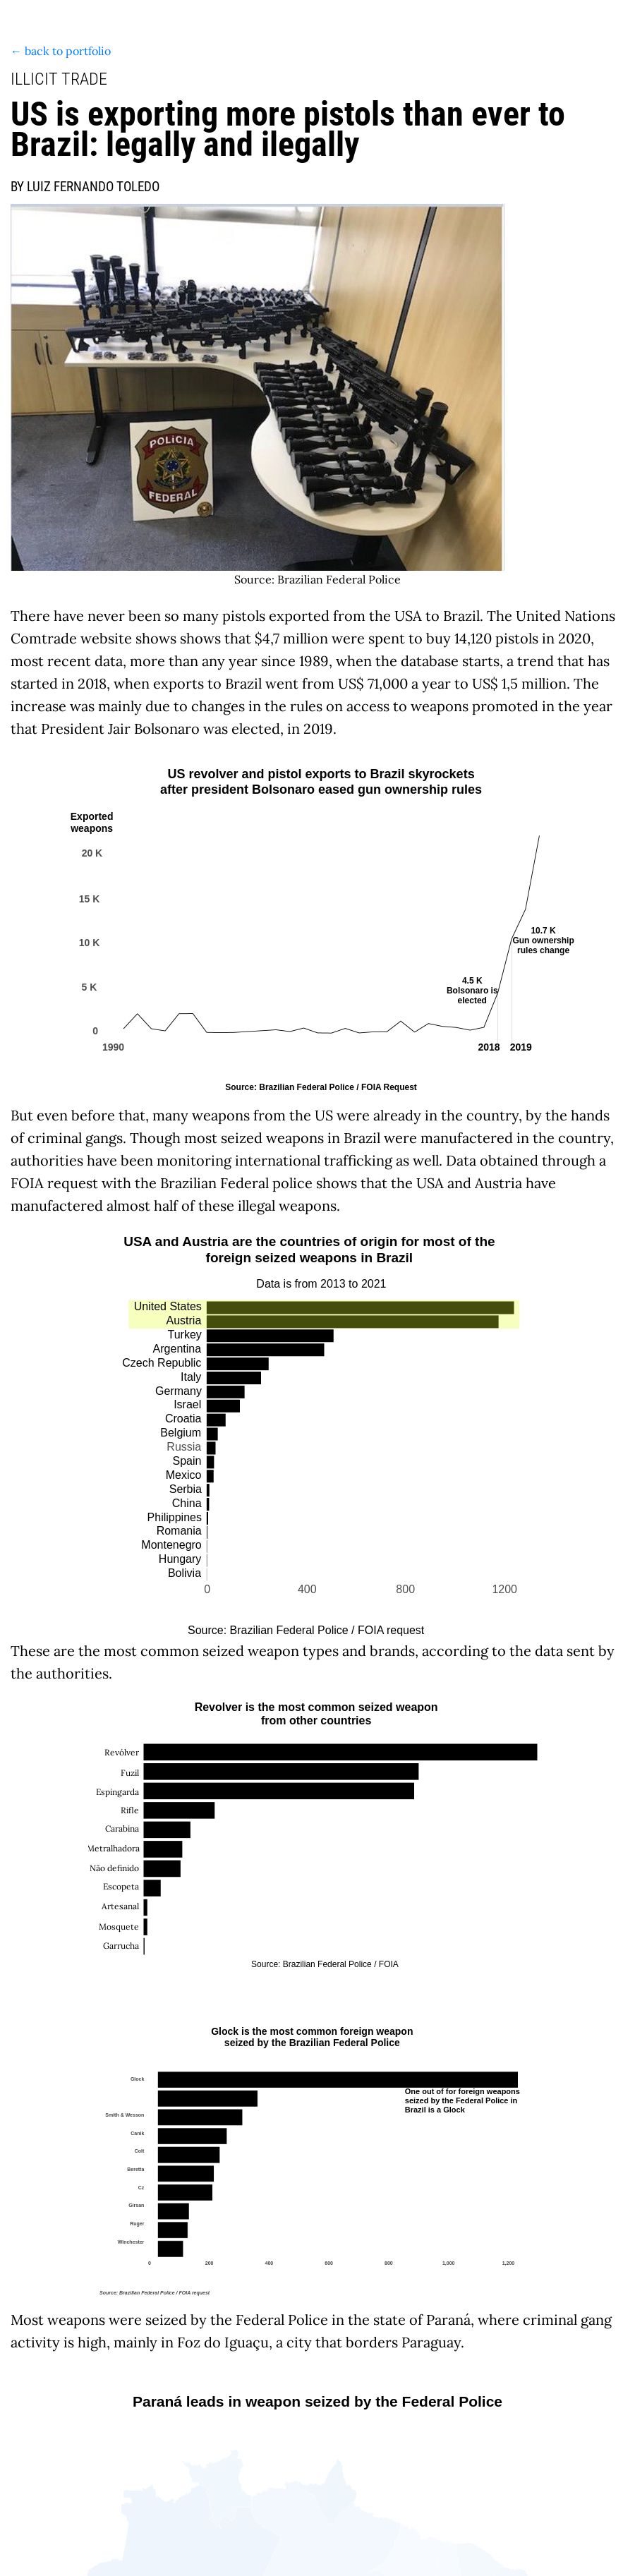 ← back to portfolio
ILLICIT TRADE
US is exporting more pistols than ever to
Brazil: legally and ilegally
BY LUIZ FERNANDO TOLEDO
POLÍCIA
FEDERAL
Source: Brazilian Federal Police
There have never been so many pistols exported from the USA to Brazil. The United Nations
Comtrade website shows shows that $4,7 million were spent to buy 14,120 pistols in 2020,
most recent data, more than any year since 1989, when the database starts, a trend that has
started in 2018, when exports to Brazil went from US$ 71,000 a year to US$ 1,5 million. The
increase was mainly due to changes in the rules on access to weapons promoted in the year
that President Jair Bolsonaro was elected, in 2019.
US revolver and pistol exports to Brazil skyrockets
after president Bolsonaro eased gun ownership rules
Exported
weapons
20 K
15 K
10 K
5 K
0
10.7 K
Gun ownership
rules change
4.5 K
Bolsonaro is
elected
1990
2018
2019
Source: Brazilian Federal Police / FOIA Request
But even before that, many weapons from the US were already in the country, by the hands
of criminal gangs. Though most seized weapons in Brazil were manufactured in the country,
authorities have been monitoring international trafficking as well. Data obtained through a
FOIA request with the Brazilian Federal police shows that the USA and Austria have
manufactured almost half of these illegal weapons.
USA and Austria are the countries of origin for most of the
foreign seized weapons in Brazil
Data is from 2013 to 2021
United States
Austria
Turkey
Argentina
Czech Republic
Italy
Germany
Israel
Croatia
Belgium
Russia
Spain
Mexico
Serbia
China
Philippines
Romania
Montenegro
Hungary
Bolivia
0 400 800 1200
Source: Brazilian Federal Police / FOIA request
These are the most common seized weapon types and brands, according to the data sent by
the authorities.
Revolver is the most common seized weapon
from other countries
Revólver
Fuzil
Espingarda
Rifle
Carabina
Metralhadora
Não definido
Escopeta
Artesanal
Mosquete
Garrucha
Source: Brazilian Federal Police / FOIA
Glock is the most common foreign weapon
seized by the Brazilian Federal Police
Glock
One out of for foreign weapons
seized by the Federal Police in
Brazil is a Glock
Smith & Wesson
Canik
Colt
Beretta
Cz
Girsan
Ruger
Winchester
0 200 400 600 800 1,000 1,200
Source: Brazilian Federal Police / FOIA request
Most weapons were seized by the Federal Police in the state of Paraná, where criminal gang
activity is high, mainly in Foz do Iguaçu, a city that borders Paraguay.
Paraná leads in weapon seized by the Federal Police